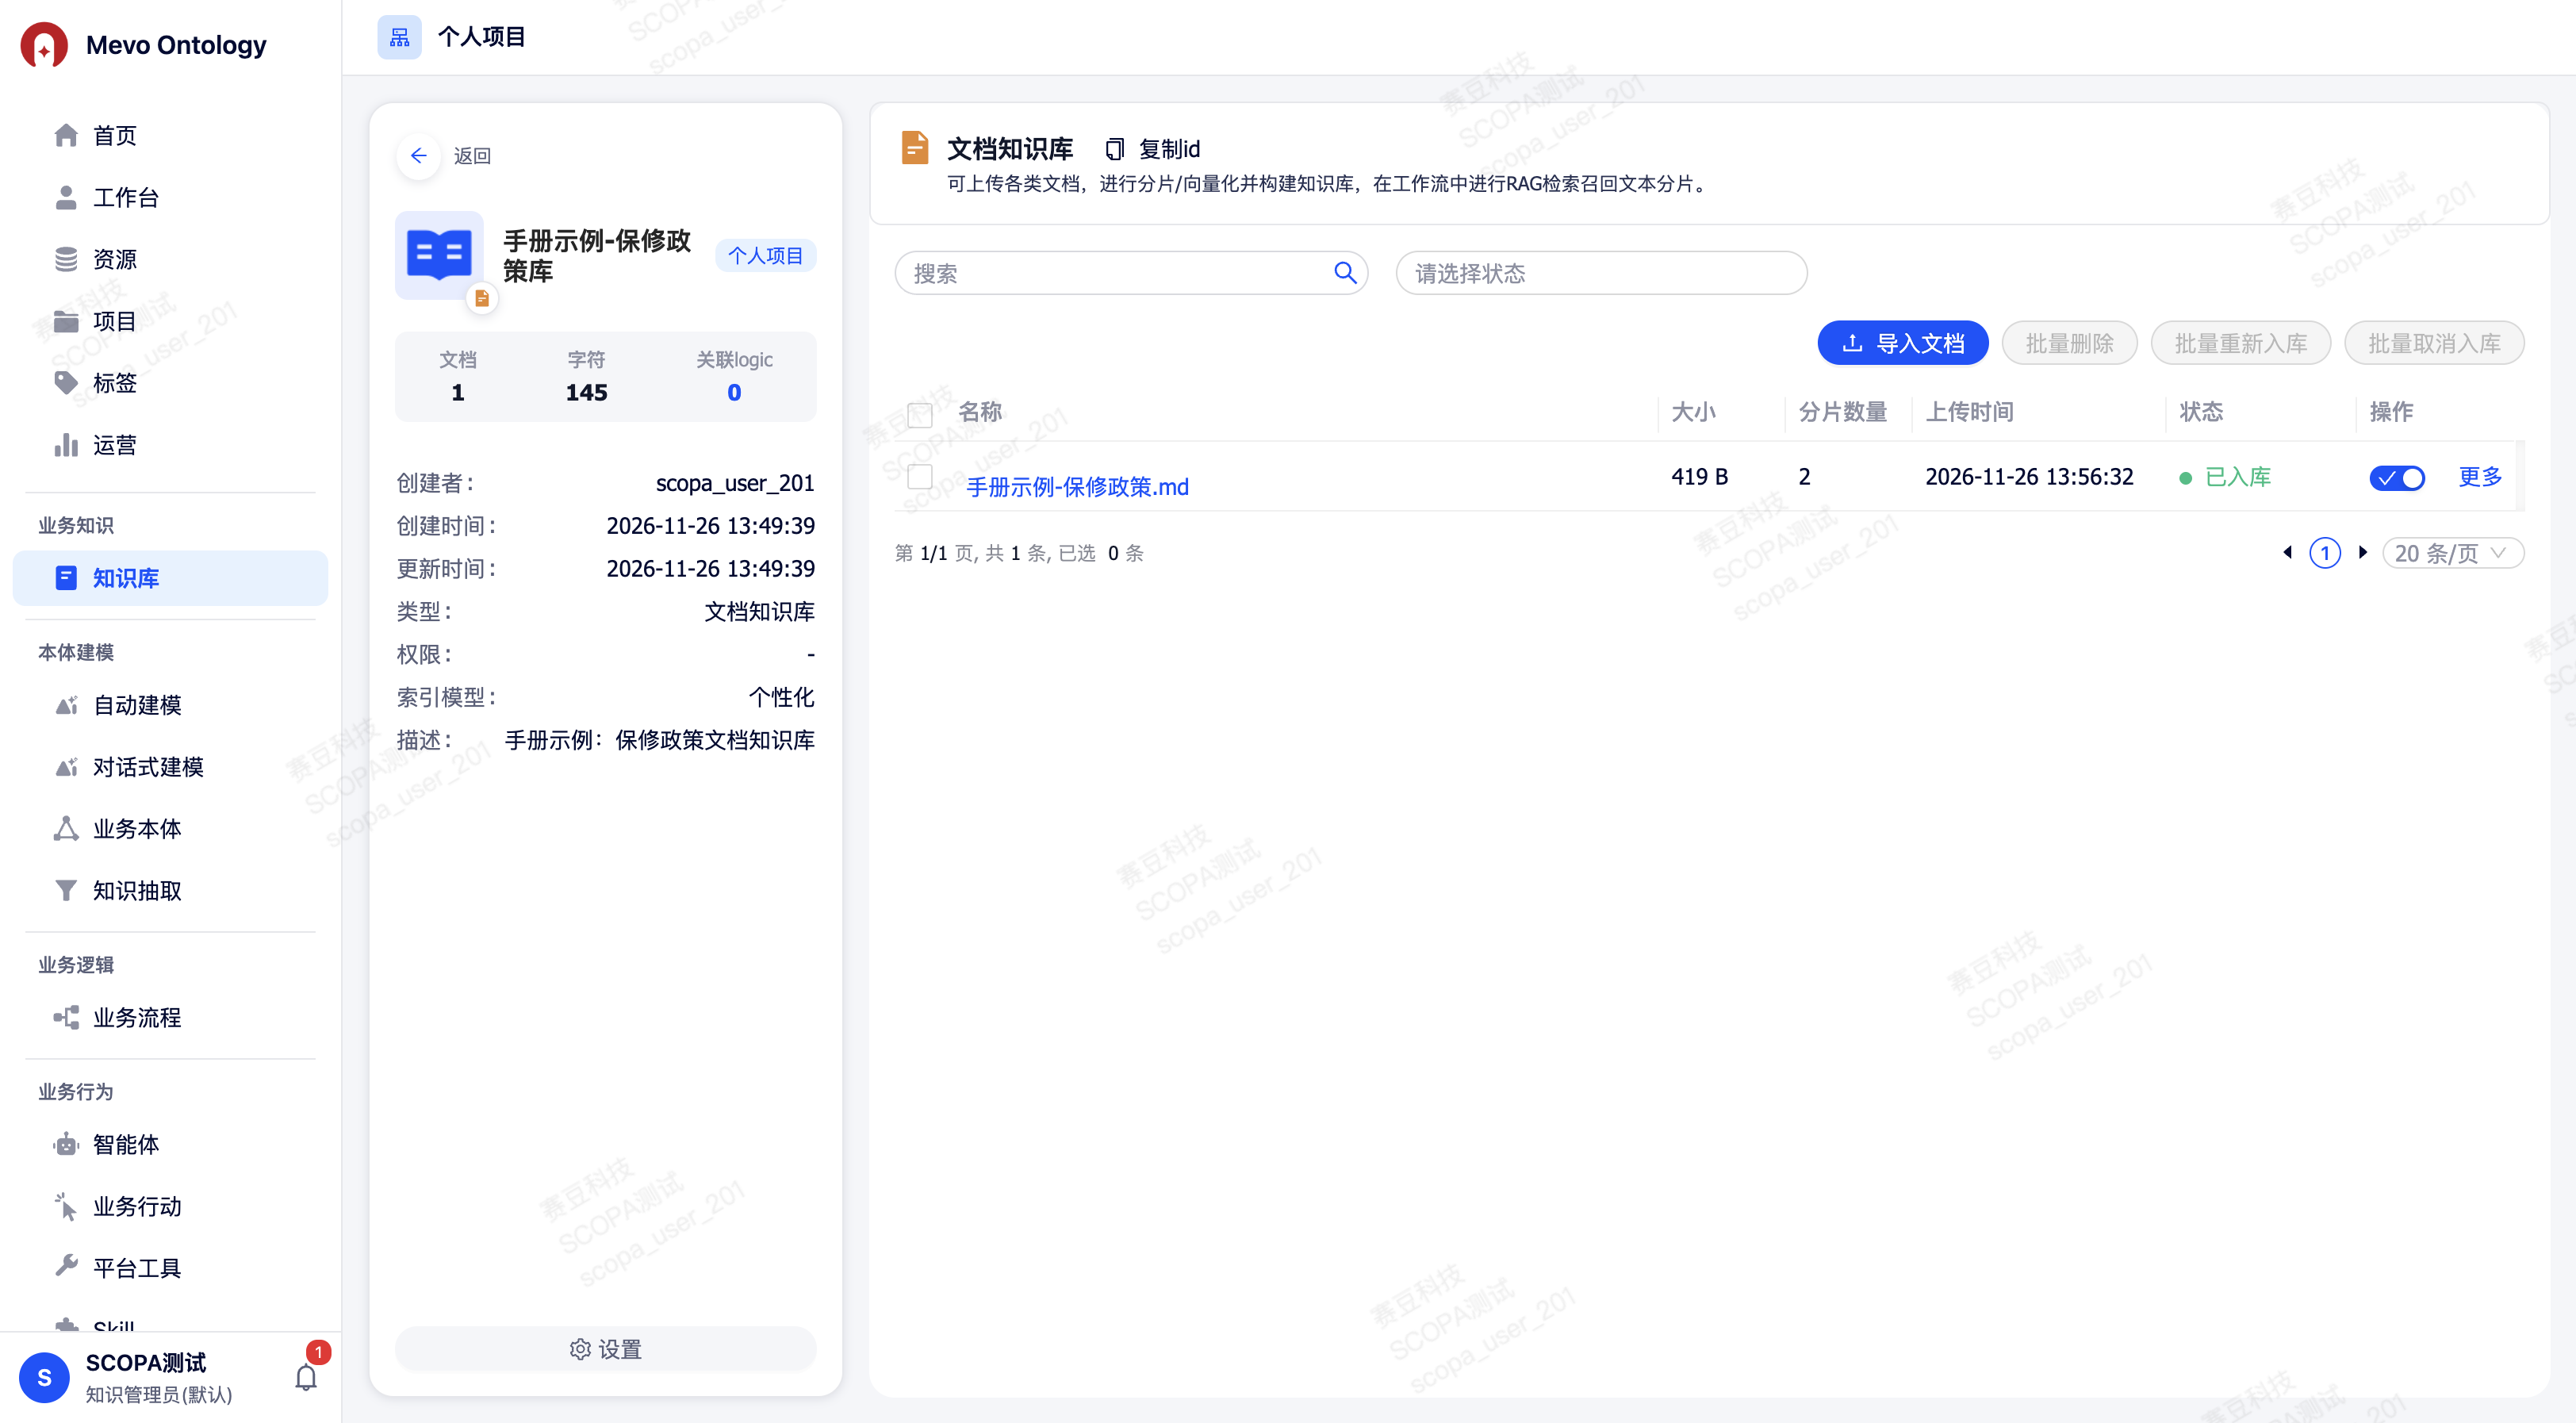 Mevo Ontology
首页
工作台
资源
项目
标签
运营
业务知识
知识库
本体建模
自动建模
对话式建模
业务本体
知识抽取
业务逻辑
业务流程
业务行为
智能体
业务行动
平台工具
Skill
S
SCOPA测试
知识管理员(默认)
1
个人项目
返回
手册示例-保修政
策库
个人项目
文档 字符 关联logic
1 145 0
创建者: scopa_user_201
创建时间: 2026-11-26 13:49:39
更新时间: 2026-11-26 13:49:39
类型: 文档知识库
权限: -
索引模型: 个性化
描述: 手册示例：保修政策文档知识库
设置
文档知识库 复制id
可上传各类文档，进行分片/向量化并构建知识库，在工作流中进行RAG检索召回文本分片。
搜索 请选择状态
导入文档 批量删除 批量重新入库 批量取消入库
名称 大小 分片数量 上传时间 状态 操作
手册示例-保修政策.md 419 B 2 2026-11-26 13:56:32 已入库 更多
第 1/1 页, 共 1 条, 已选 0 条 1 20 条/页
赛豆科技
SCOPA测试
scopa_user_201